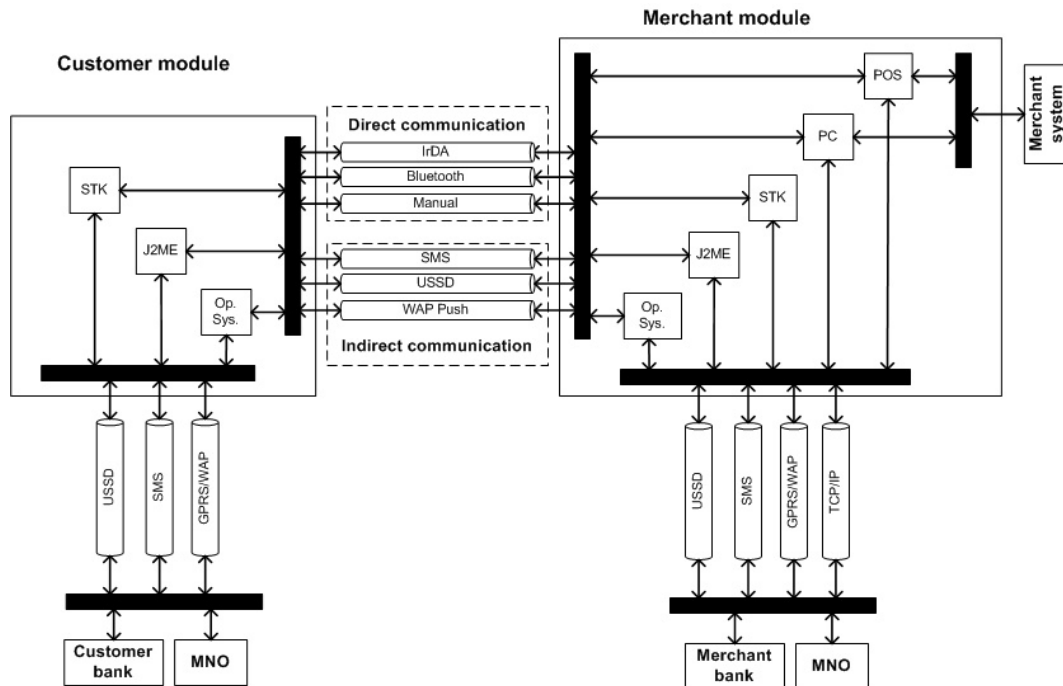 Merchant module
Customer module
Direct communication
IrDA
Bluetooth
Manual
SMS
USSD
WAP Push
Indirect communication
STK
J2ME
Op.
Sys.
POS
PC
STK
J2ME
Op.
Sys.
Merchant
system
USSD
SMS
GPRS/WAP
USSD
SMS
GPRS/WAP
TCP/IP
Customer
bank
MNO
Merchant
bank
MNO